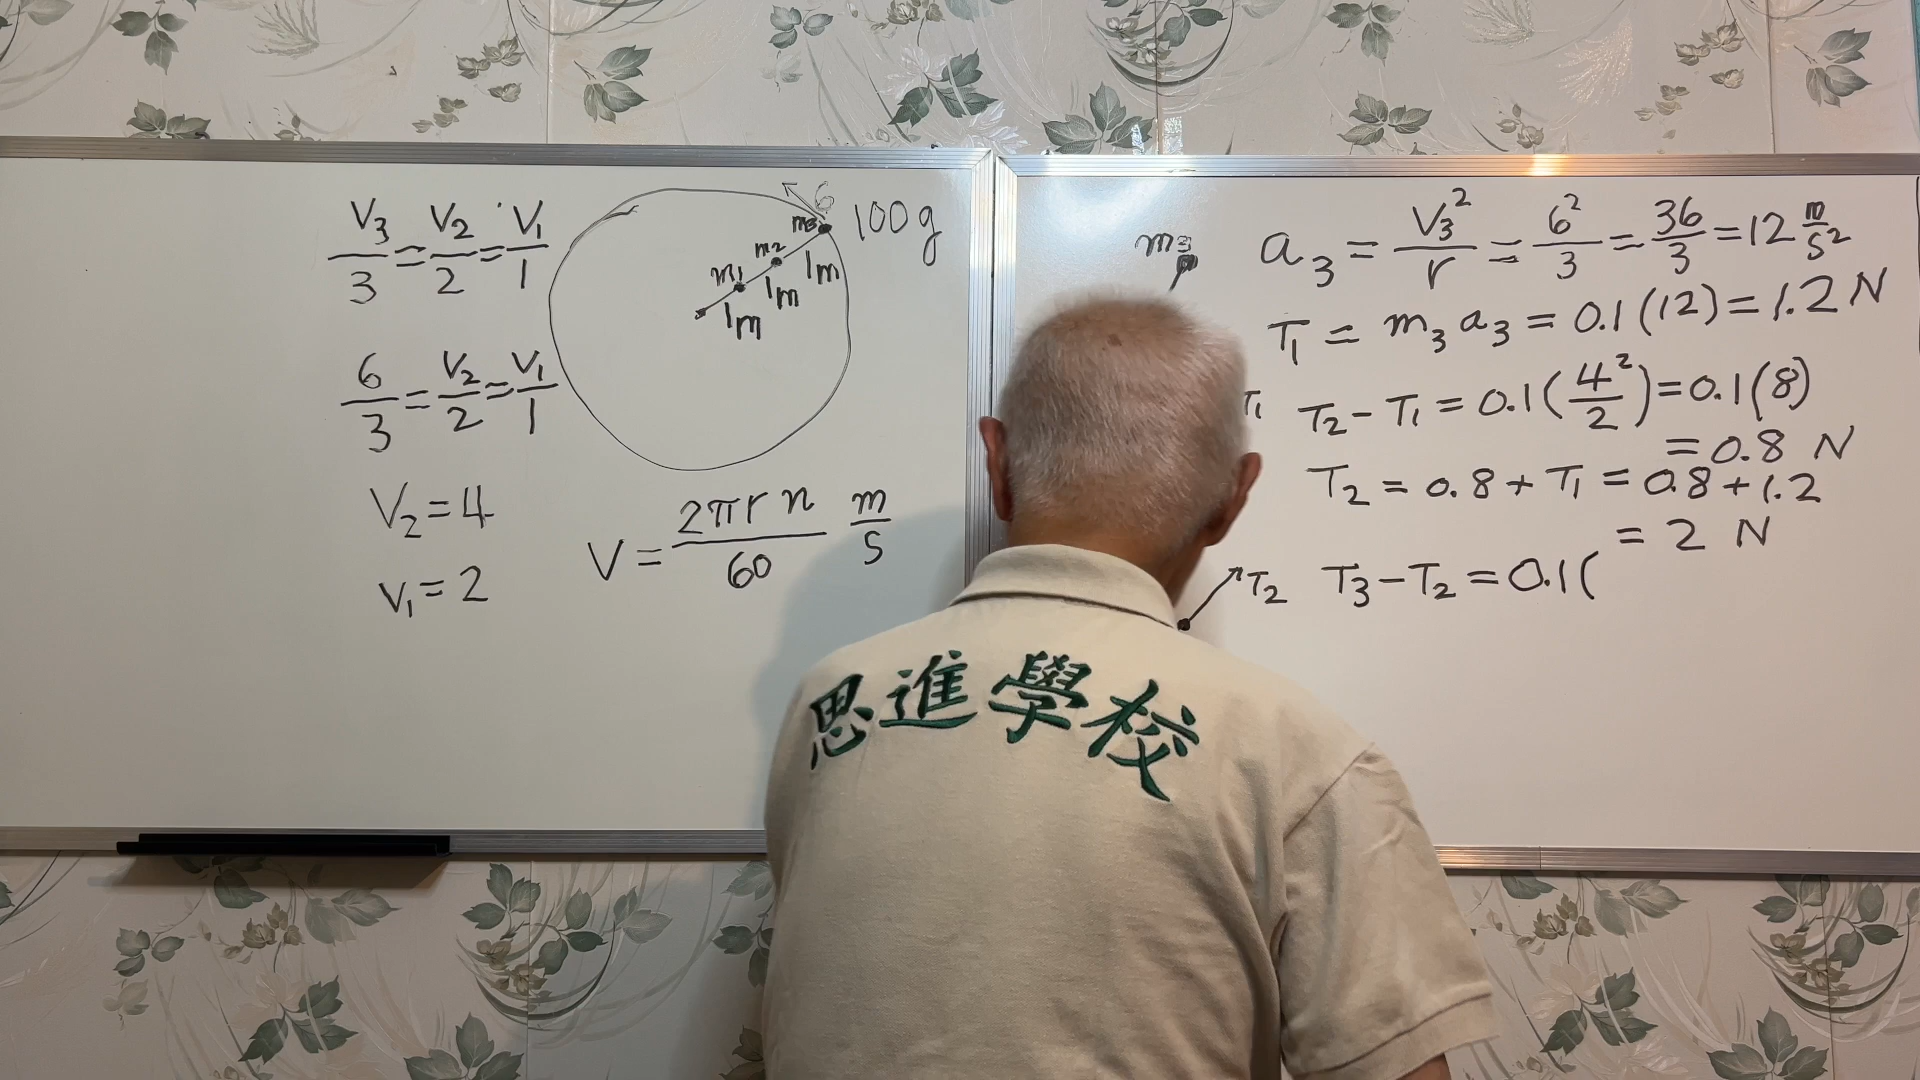 V₃/3 = V₂/2 = V₁/1
6/3 = V₂/2 = V₁/1
V₂ = 4
V₁ = 2
6
m₃
m₂
m₁
1m
1m
1m
100g
V = 2πrn/60 m/s
m₃
a₃ = V₃²/r = 6²/3 = 36/3 = 12 m/s²
T₁ = m₃a₃ = 0.1(12) = 1.2 N
T₁
T₂ - T₁ = 0.1(4²/2) = 0.1(8)
= 0.8 N
T₂ = 0.8 + T₁ = 0.8 + 1.2
= 2 N
T₂
T₃ - T₂ = 0.1(
思進學校